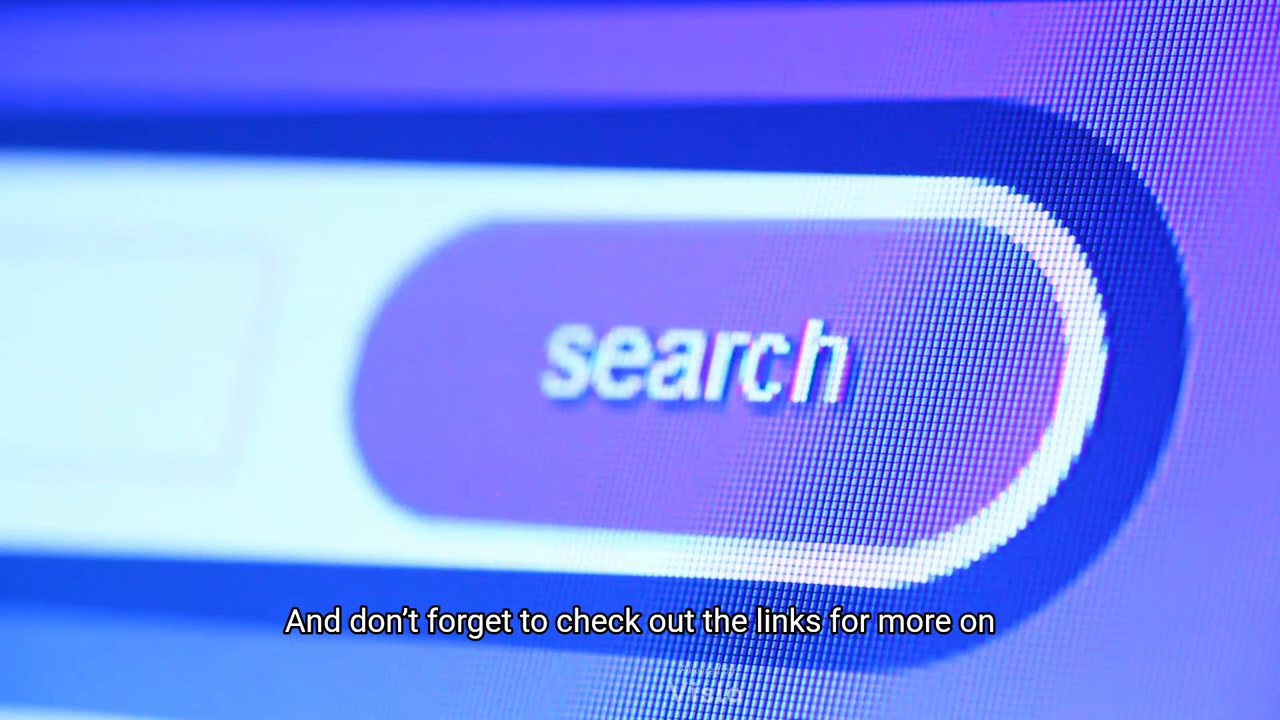 search
And don’t forget to check out the links for more on